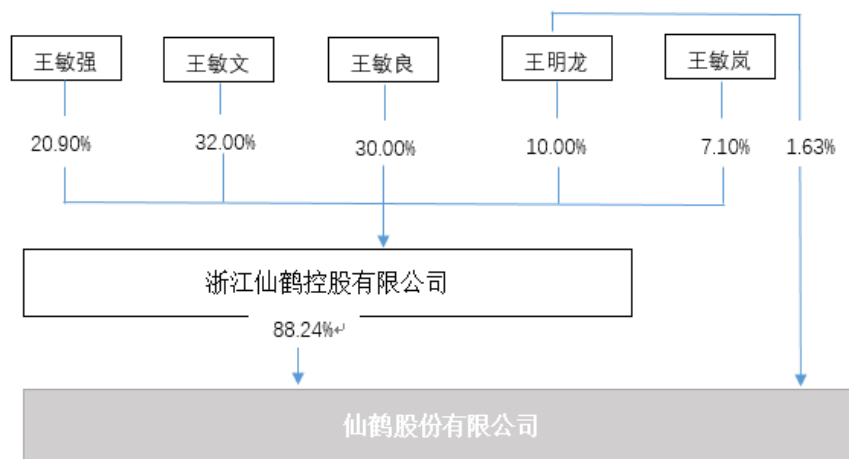 王敏强 王敏文 王敏良 王明龙 王敏岚
20.90% 32.00% 30.00% 10.00% 7.10% 1.63%
浙江仙鹤控股有限公司
88.24%↵
仙鹤股份有限公司